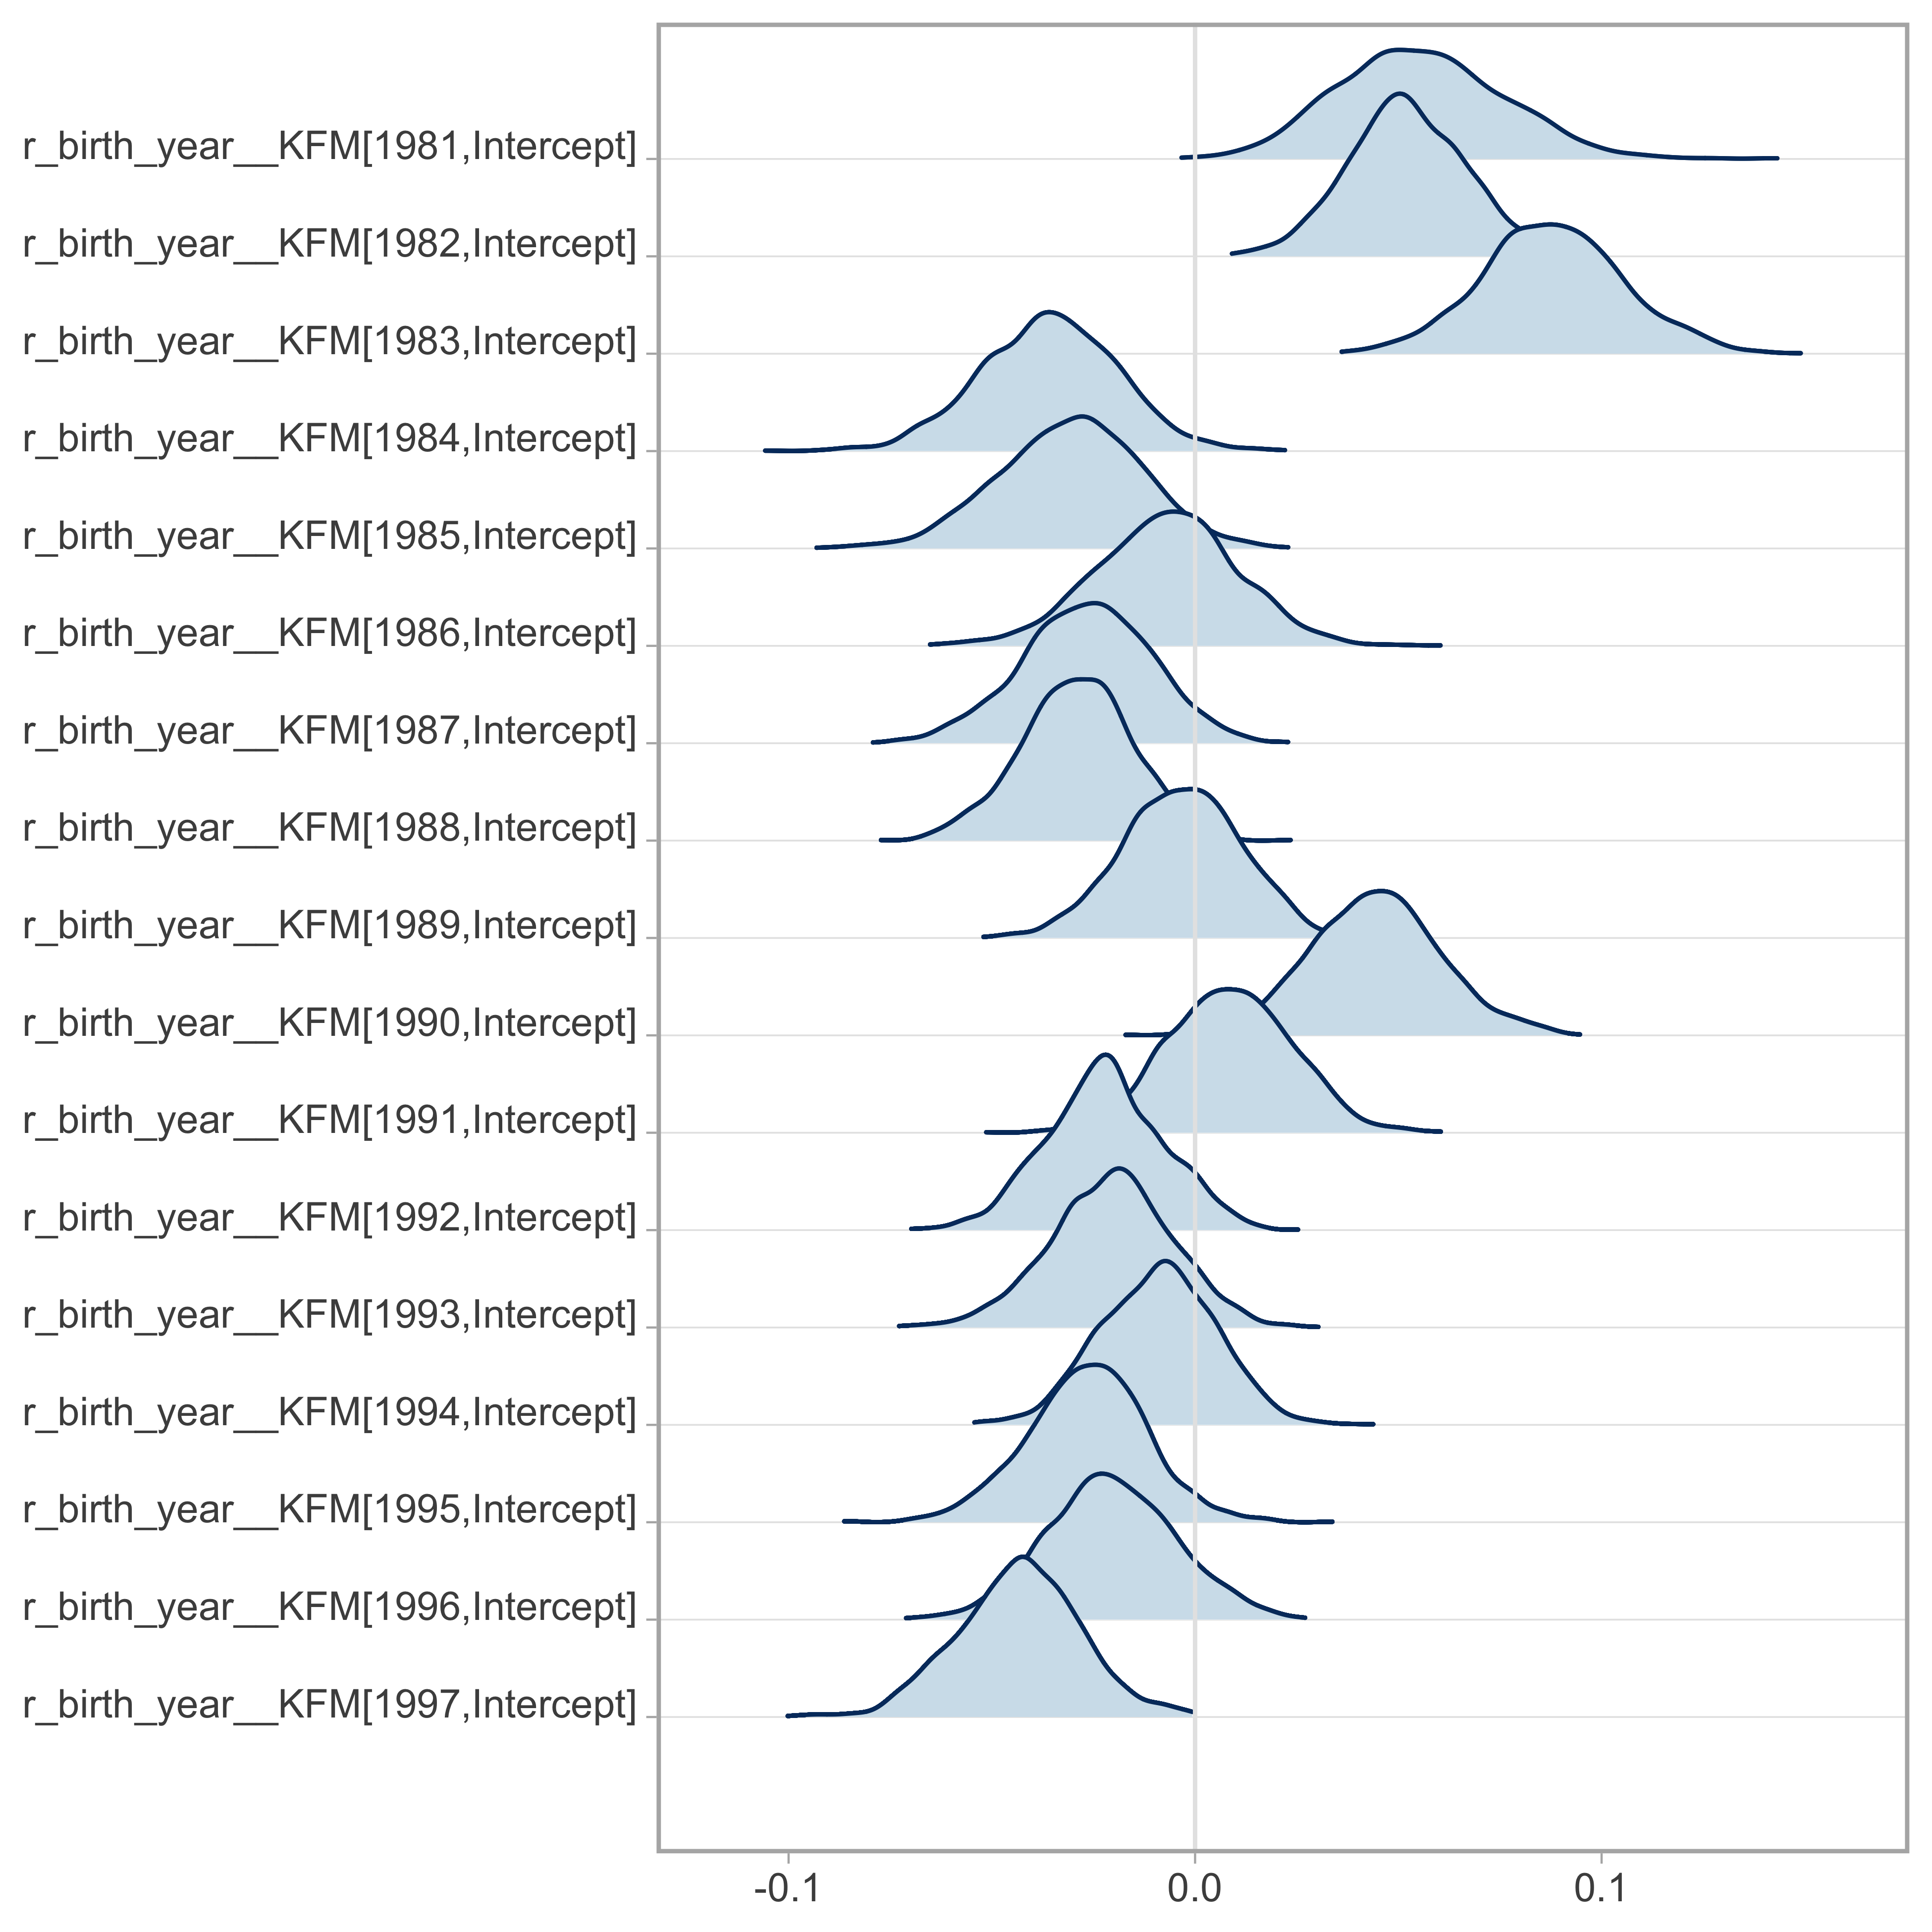 r_birth_year__KFM[1981,Intercept]
r_birth_year__KFM[1982,Intercept]
r_birth_year__KFM[1983,Intercept]
r_birth_year__KFM[1984,Intercept]
r_birth_year__KFM[1985,Intercept]
r_birth_year__KFM[1986,Intercept]
r_birth_year__KFM[1987,Intercept]
r_birth_year__KFM[1988,Intercept]
r_birth_year__KFM[1989,Intercept]
r_birth_year__KFM[1990,Intercept]
r_birth_year__KFM[1991,Intercept]
r_birth_year__KFM[1992,Intercept]
r_birth_year__KFM[1993,Intercept]
r_birth_year__KFM[1994,Intercept]
r_birth_year__KFM[1995,Intercept]
r_birth_year__KFM[1996,Intercept]
r_birth_year__KFM[1997,Intercept]
-0.1 0.0 0.1